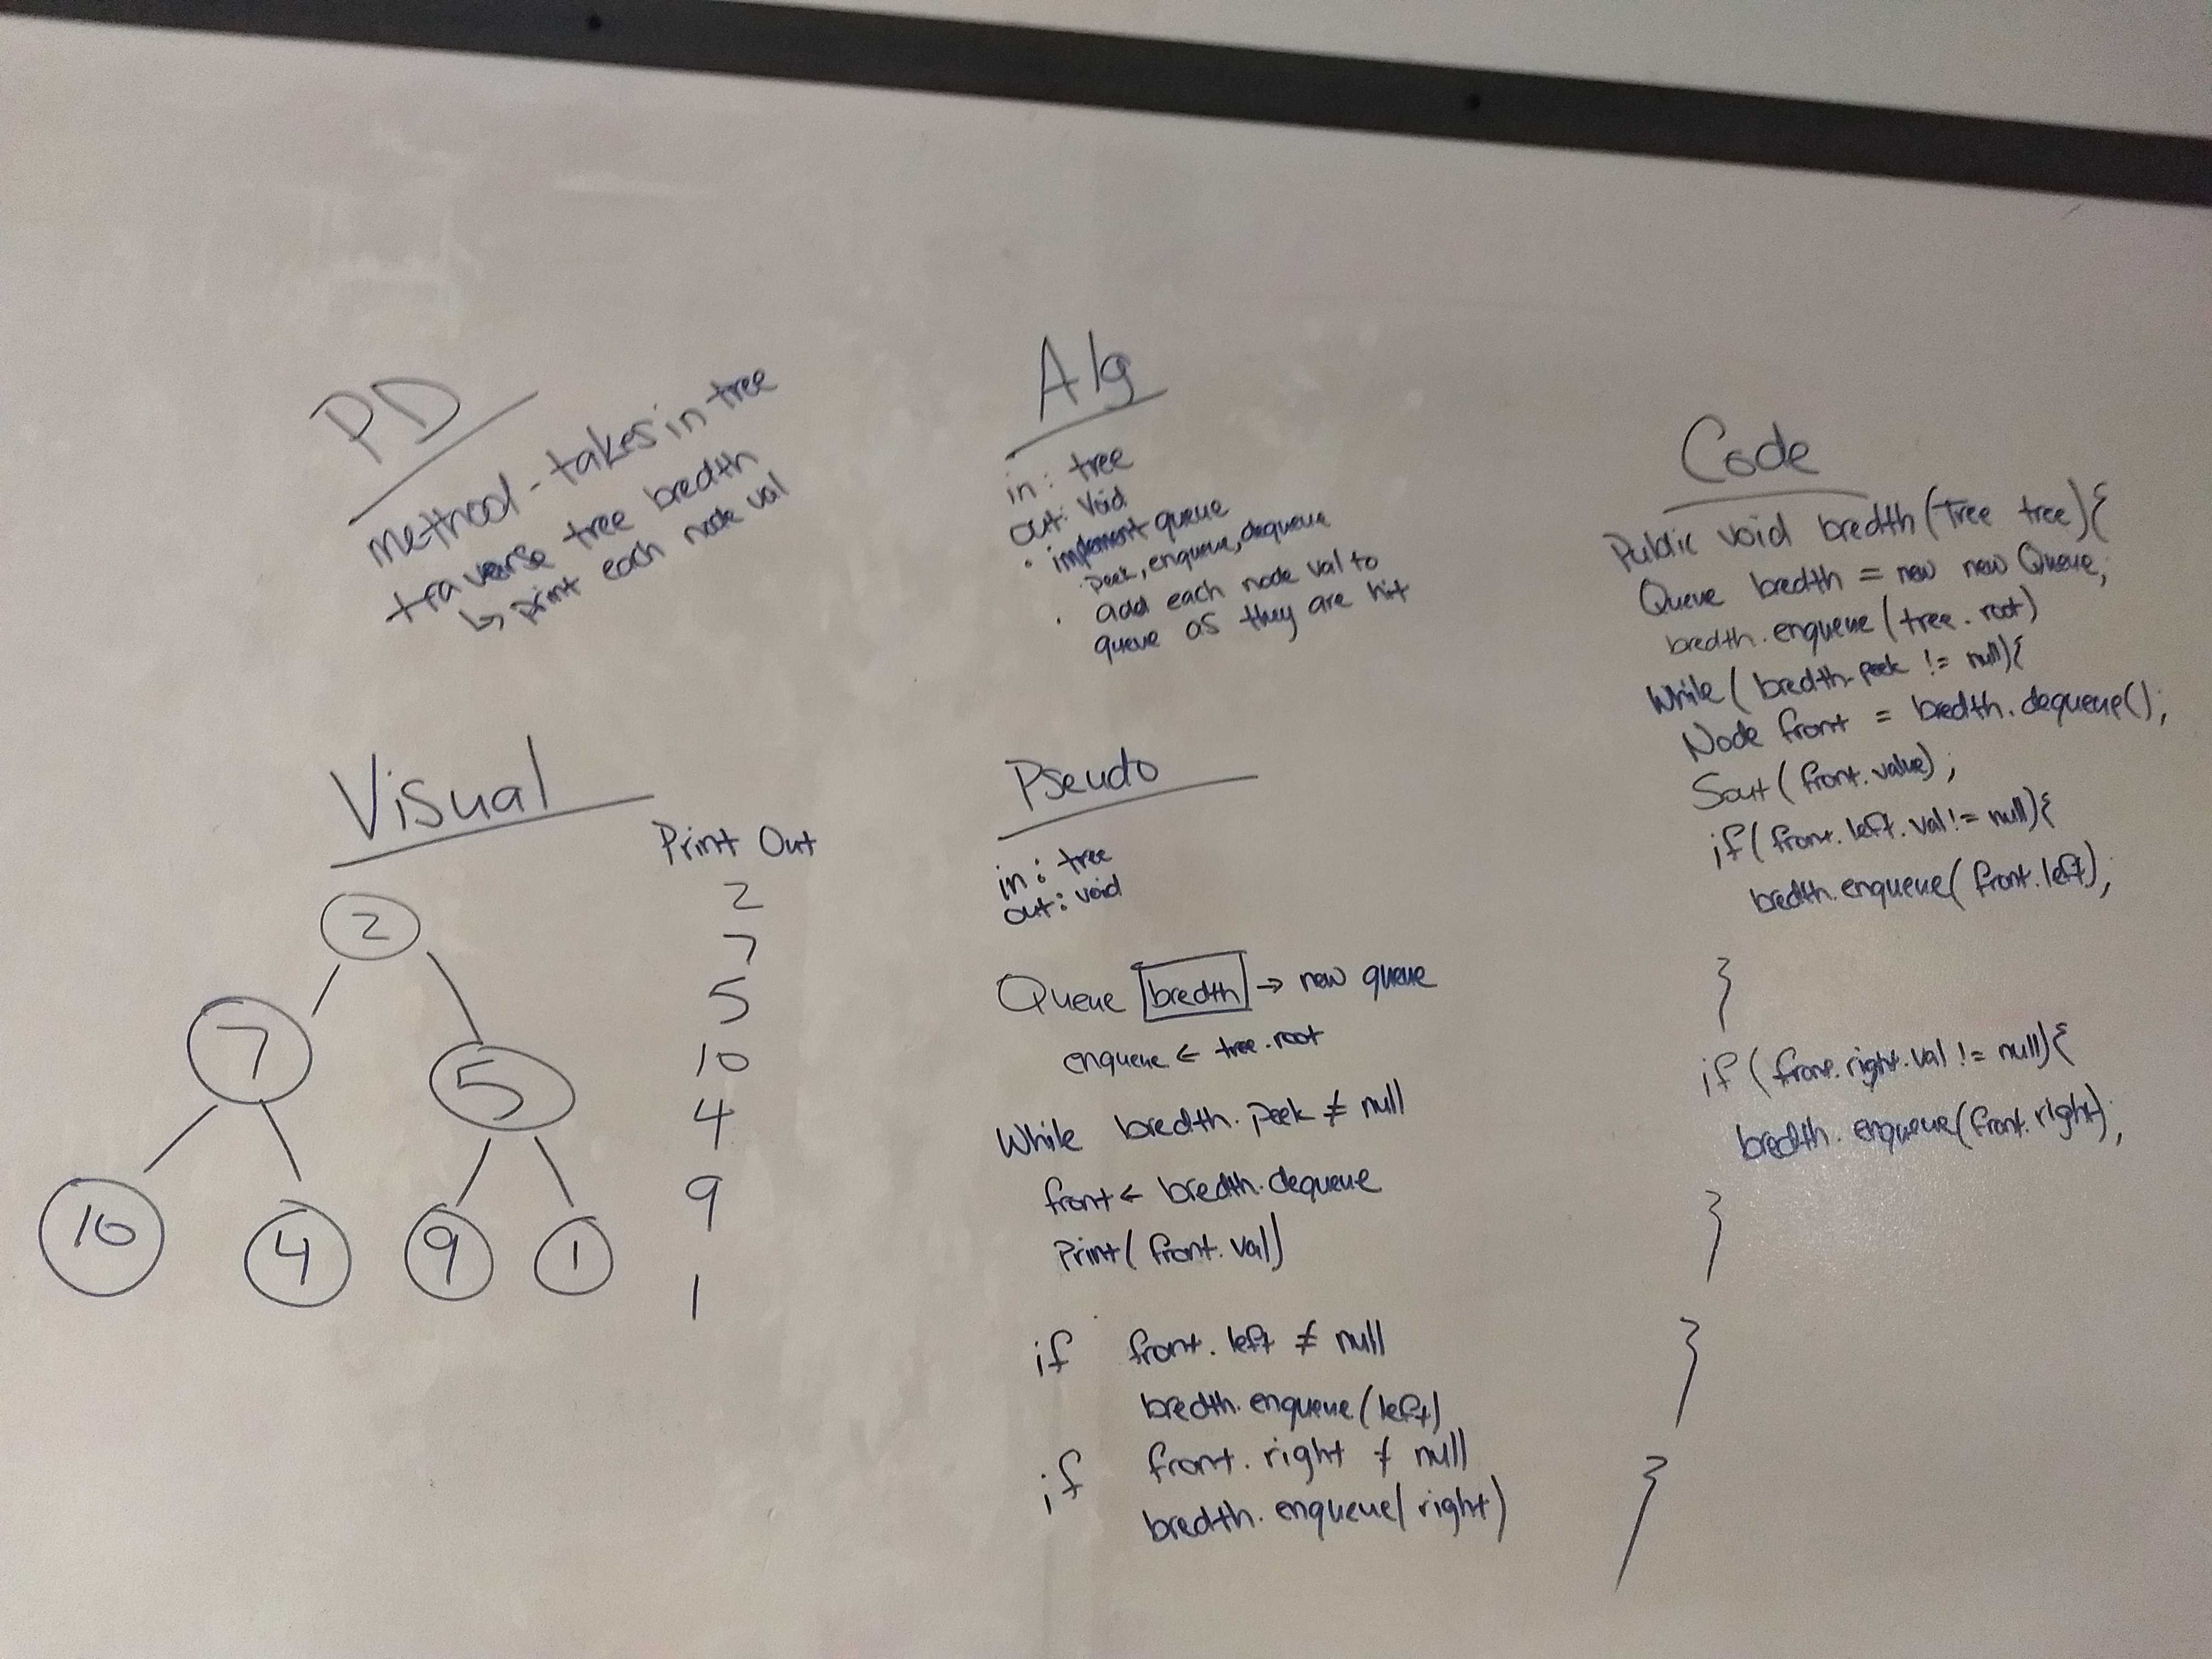 PD
method - takes in tree
traverse tree bredth
↳ print each node val
Alg
in: tree
out: void
• implement queue
• peek, enqueue, dequeue
• add each node val to
queue as they are hit
Visual
Print Out
2
7
5
10
4
9
1
2
7 5
10 4 9 1
Pseudo
in: tree
out: void
Queue bredth → new queue
enqueue ← tree.root
While bredth.peek ≠ null
front ← bredth.dequeue
Print(front.val)
if front.left ≠ null
bredth.enqueue(left)
if front.right ≠ null
bredth.enqueue(right)
Code
Public void bredth(Tree tree){
Queue bredth = new new Queue;
bredth.enqueue(tree.root)
While(bredth.peek != null){
Node front = bredth.dequeue();
Sout(front.value);
if(front.left.val != null){
bredth.enqueue(front.left);
}
if(front.right.val != null){
bredth.enqueue(front.right);
}
}
}